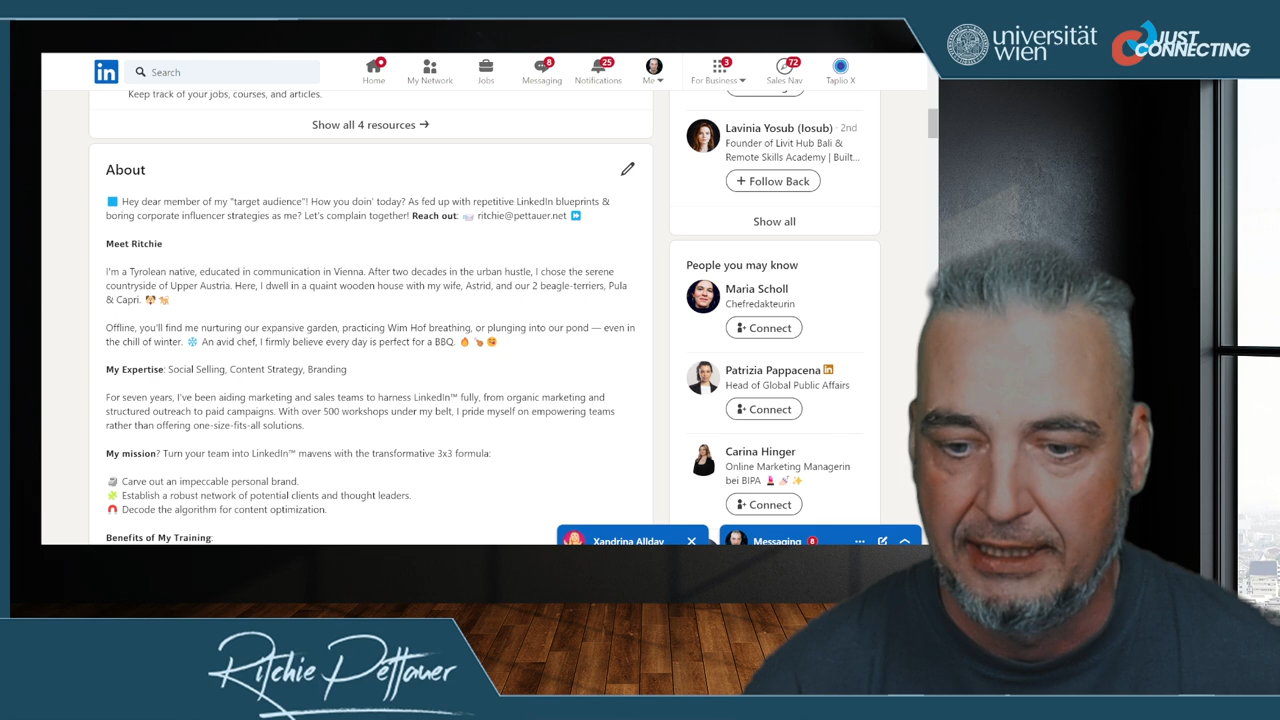 universität
wien
JUST
CONNECTING
Search
Home
My Network
Jobs
8
Messaging
25
Notifications
Me
3
For Business
72
Sales Nav
Taplio X
Keep track of your jobs, courses, and articles.
Show all 4 resources →
About
Hey dear member of my "target audience"! How you doin' today? As fed up with repetitive LinkedIn blueprints &
boring corporate influencer strategies as me? Let's complain together! Reach out: 📨 ritchie@pettauer.net ⏩
Meet Ritchie
I'm a Tyrolean native, educated in communication in Vienna. After two decades in the urban hustle, I chose the serene
countryside of Upper Austria. Here, I dwell in a quaint wooden house with my wife, Astrid, and our 2 beagle-terriers, Pula
& Capri.
Offline, you'll find me nurturing our expansive garden, practicing Wim Hof breathing, or plunging into our pond — even in
the chill of winter. ❄️ An avid chef, I firmly believe every day is perfect for a BBQ.
My Expertise: Social Selling, Content Strategy, Branding
For seven years, I've been aiding marketing and sales teams to harness LinkedIn™ fully, from organic marketing and
structured outreach to paid campaigns. With over 500 workshops under my belt, I pride myself on empowering teams
rather than offering one-size-fits-all solutions.
My mission? Turn your team into LinkedIn™ mavens with the transformative 3x3 formula:
Carve out an impeccable personal brand.
Establish a robust network of potential clients and thought leaders.
Decode the algorithm for content optimization.
Benefits of My Training:
Lavinia Yosub (Iosub) · 2nd
Founder of Livit Hub Bali &
Remote Skills Academy | Built...
+ Follow Back
Show all
People you may know
Maria Scholl
Chefredakteurin
Connect
Patrizia Pappacena
Head of Global Public Affairs
Connect
Carina Hinger
Online Marketing Managerin
bei BIPA
Connect
Xandrina Allday
Messaging 8
Ritchie Pettauer